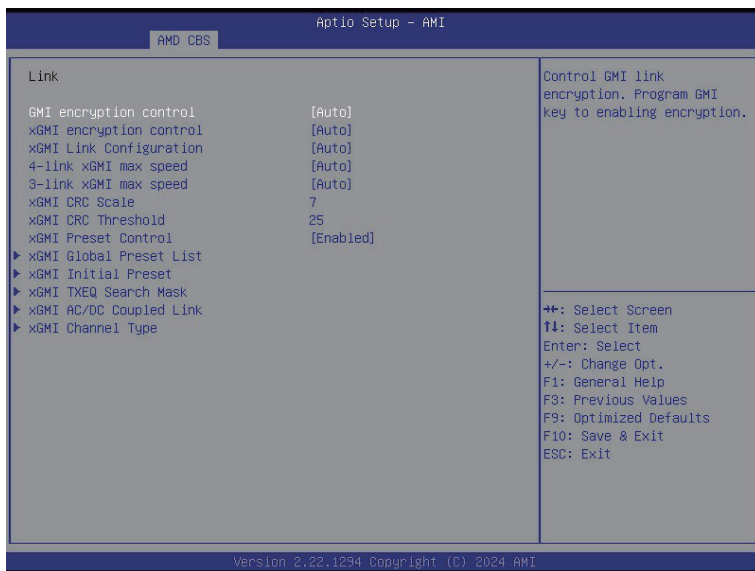 Aptio Setup - AMI
AMD CBS
Link
GMI encryption control [Auto]
xGMI encryption control [Auto]
xGMI Link Configuration [Auto]
4-link xGMI max speed [Auto]
3-link xGMI max speed [Auto]
xGMI CRC Scale 7
xGMI CRC Threshold 25
xGMI Preset Control [Enabled]
xGMI Global Preset List
xGMI Initial Preset
xGMI TXEQ Search Mask
xGMI AC/DC Coupled Link
xGMI Channel Type
Control GMI link
encryption. Program GMI
key to enabling encryption.
→←: Select Screen
↑↓: Select Item
Enter: Select
+/-: Change Opt.
F1: General Help
F3: Previous Values
F9: Optimized Defaults
F10: Save & Exit
ESC: Exit
Version 2.22.1294 Copyright (C) 2024 AMI